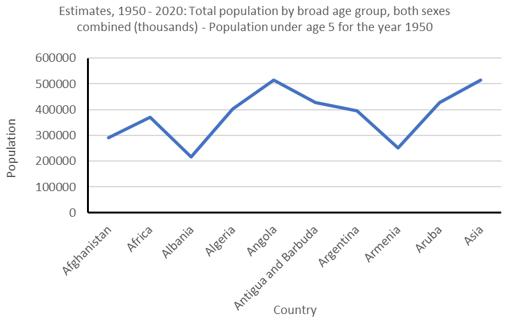 Estimates, 1950 - 2020: Total population by broad age group, both sexes
combined (thousands) - Population under age 5 for the year 1950
600000
500000
400000
300000
200000
100000
0
Population
Afghanistan
Africa
Albania
Algeria
Angola
Antigua and Barbuda
Argentina
Armenia
Aruba
Asia
Country